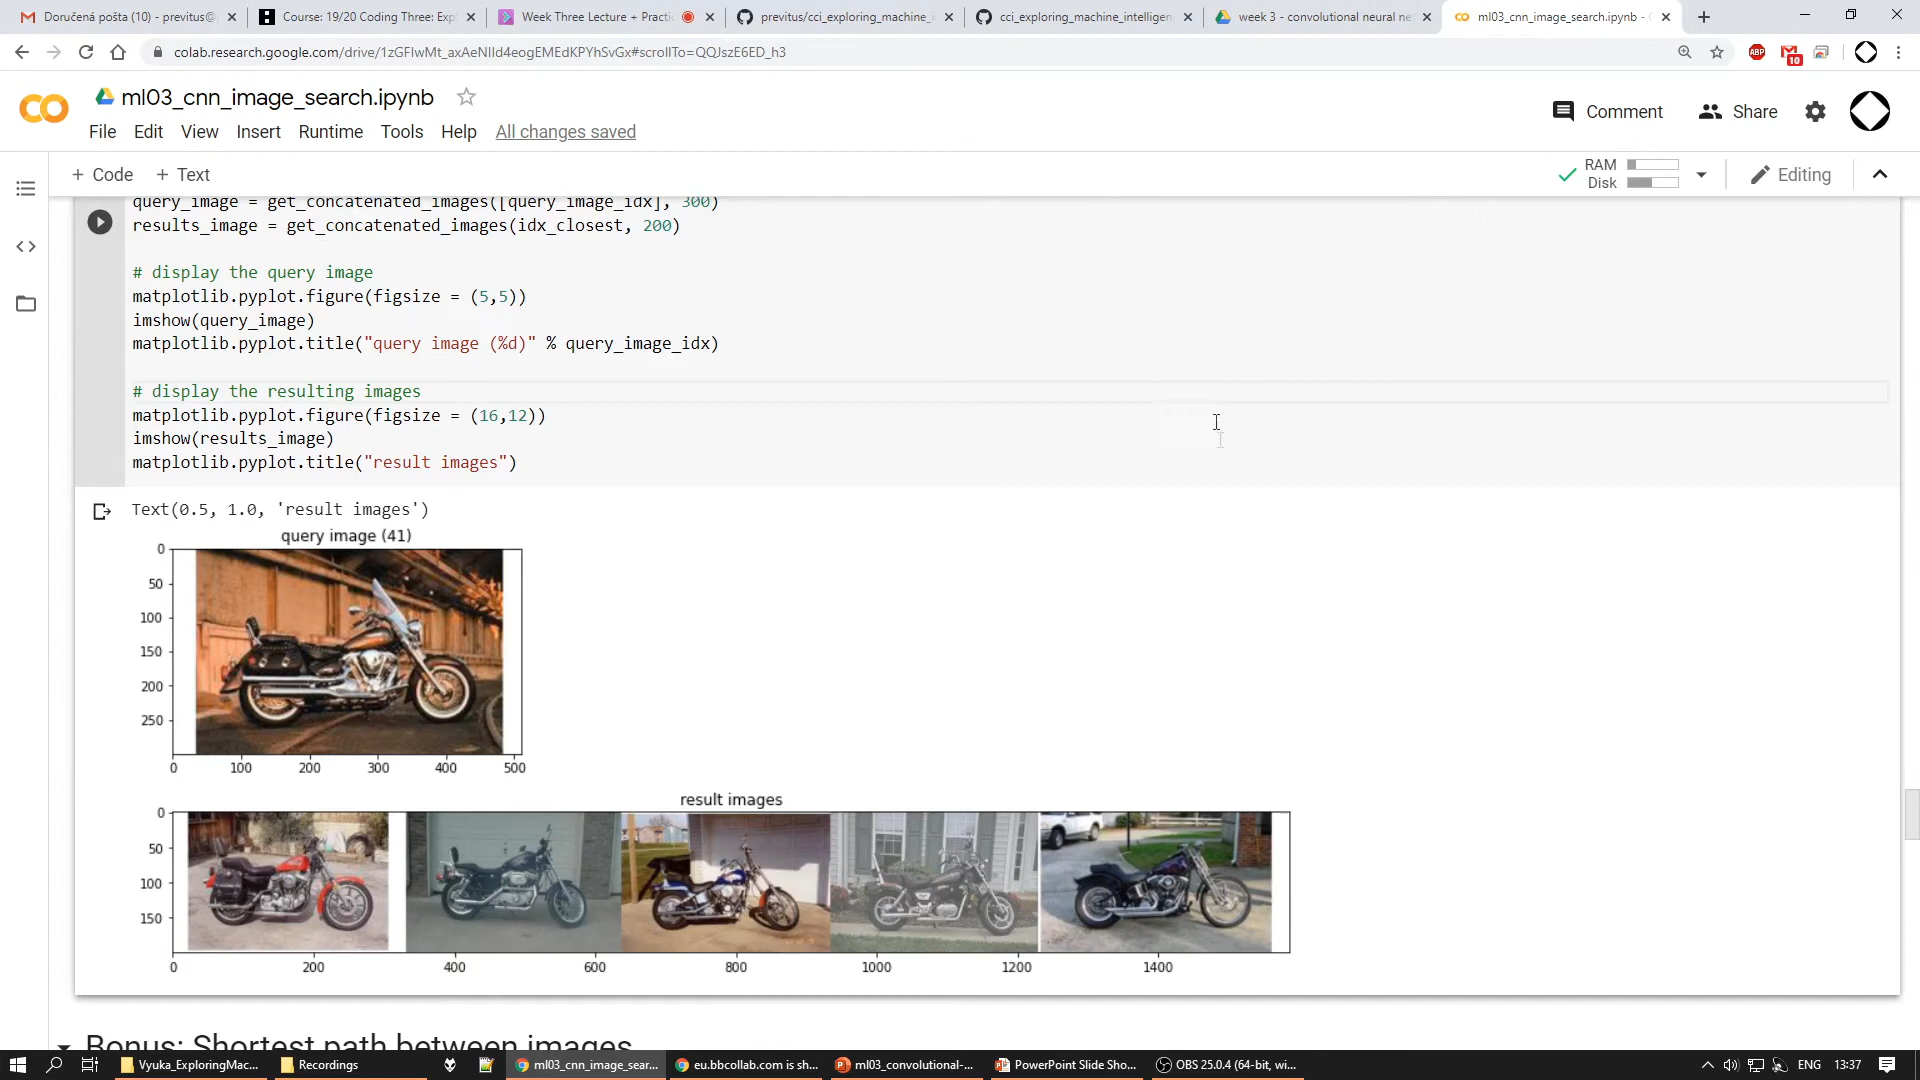 Doručená pošta (10) - previtus@
Course: 19/20 Coding Three: Exp
Week Three Lecture + Practi
previtus/cci_exploring_machine_i
cci_exploring_machine_intelligen
week 3 - convolutional neural ne
ml03_cnn_image_search.ipynb -
colab.research.google.com/drive/1zGFIwMt_axAeNIId4eogEMEdKPYhSvGx#scrollTo=QQJszE6ED_h3
ABP
10
ml03_cnn_image_search.ipynb
Comment
Share
File Edit View Insert Runtime Tools Help All changes saved
+ Code + Text
RAM
Disk
Editing
query_image = get_concatenated_images([query_image_idx], 300)
results_image = get_concatenated_images(idx_closest, 200)
# display the query image
matplotlib.pyplot.figure(figsize = (5,5))
imshow(query_image)
matplotlib.pyplot.title("query image (%d)" % query_image_idx)
# display the resulting images
matplotlib.pyplot.figure(figsize = (16,12))
imshow(results_image)
matplotlib.pyplot.title("result images")
Text(0.5, 1.0, 'result images')
query image (41)
0
50
100
150
200
250
0 100 200 300 400 500
result images
0
50
100
150
0 200 400 600 800 1000 1200 1400
Bonus: Shortest path between images
Vyuka_ExploringMac...
Recordings
ml03_cnn_image_sear...
eu.bbcollab.com is sh...
ml03_convolutional-...
PowerPoint Slide Sho...
OBS 25.0.4 (64-bit, wi...
ENG
13:37